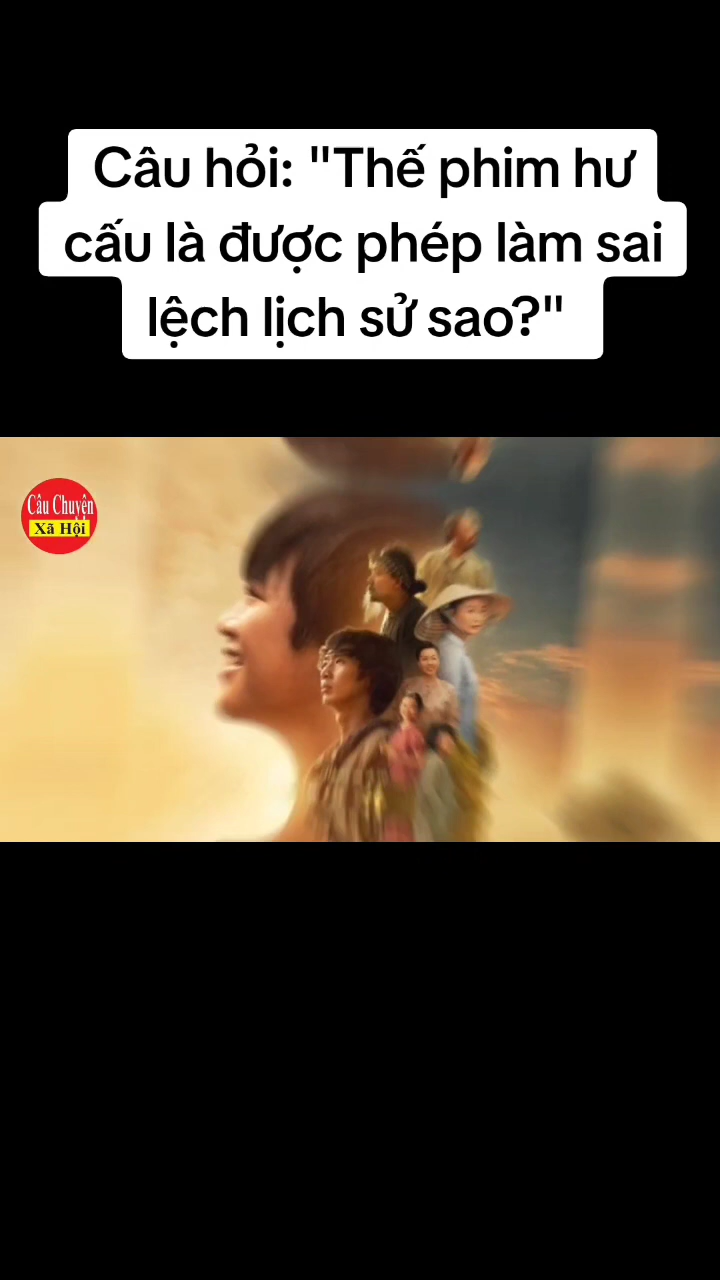 Câu hỏi: "Thế phim hư
cấu là được phép làm sai
lệch lịch sử sao?"
Câu Chuyện
Xã Hội